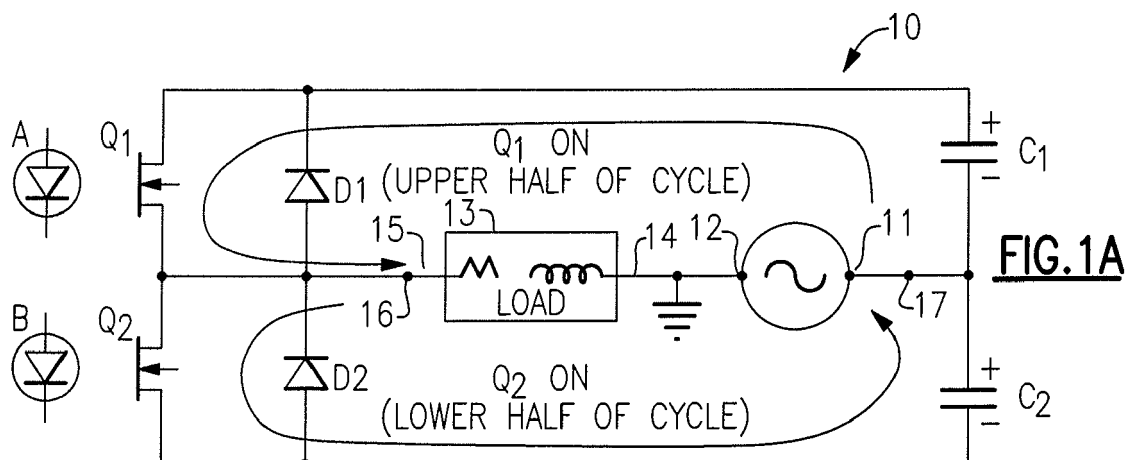 10
A
Q1
Q1 ON
(UPPER HALF OF CYCLE)
D1
+
C1
−
13
15
14
12
11
FIG.1A
LOAD
16
17
B
Q2
D2
Q2 ON
(LOWER HALF OF CYCLE)
+
C2
−